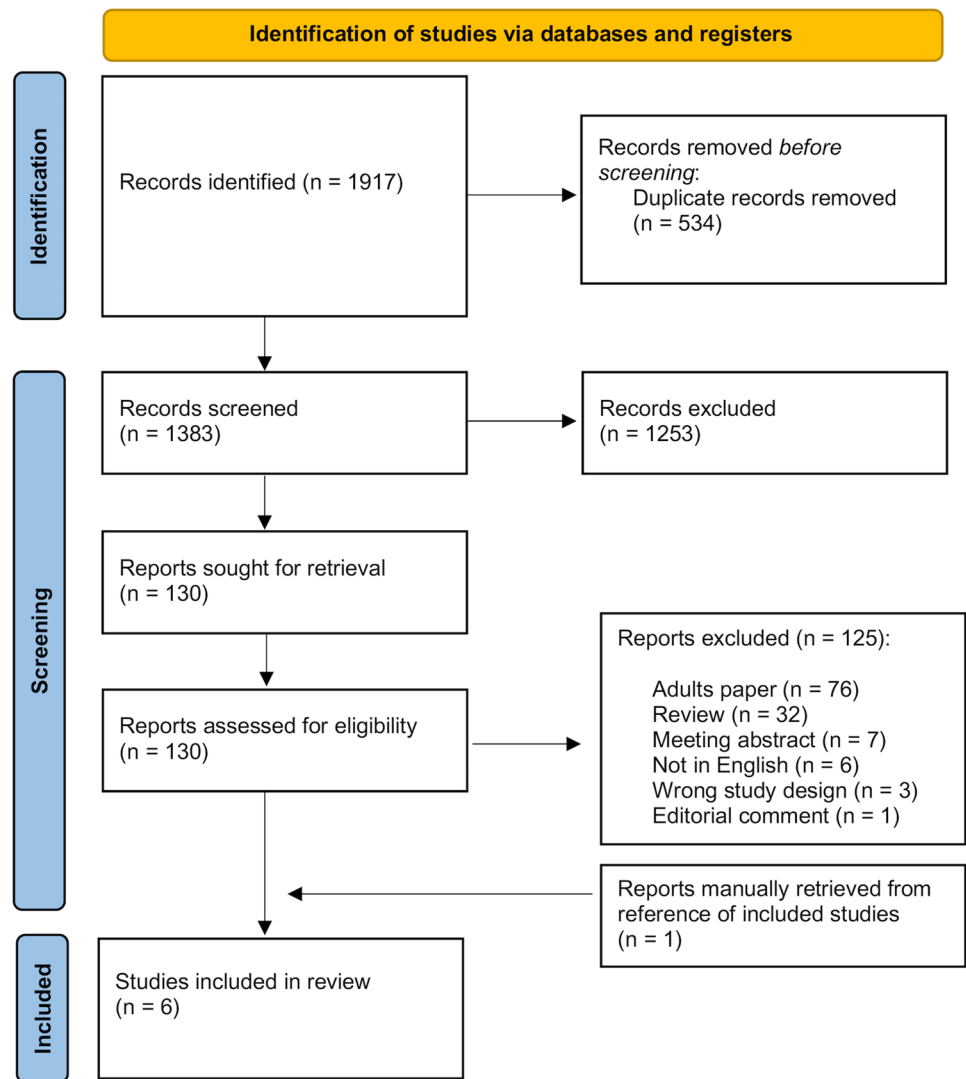 Identification of studies via databases and registers
Identification
Records identified (n = 1917)
Records removed before
screening:
Duplicate records removed
(n = 534)
Screening
Records screened
(n = 1383)
Records excluded
(n = 1253)
Reports sought for retrieval
(n = 130)
Reports assessed for eligibility
(n = 130)
Reports excluded (n = 125):
Adults paper (n = 76)
Review (n = 32)
Meeting abstract (n = 7)
Not in English (n = 6)
Wrong study design (n = 3)
Editorial comment (n = 1)
Reports manually retrieved from
reference of included studies
(n = 1)
Included
Studies included in review
(n = 6)